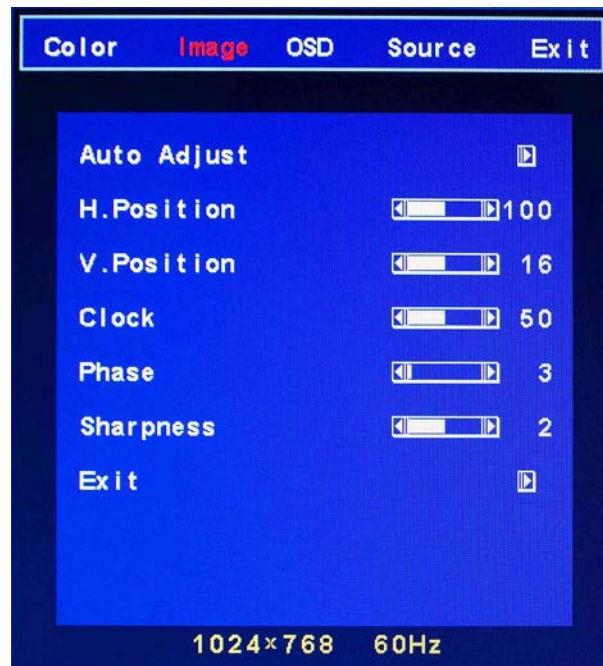 Color Image OSD Source Exit
Auto Adjust
H.Position 100
V.Position 16
Clock 50
Phase 3
Sharpness 2
Exit
1024×768 60Hz